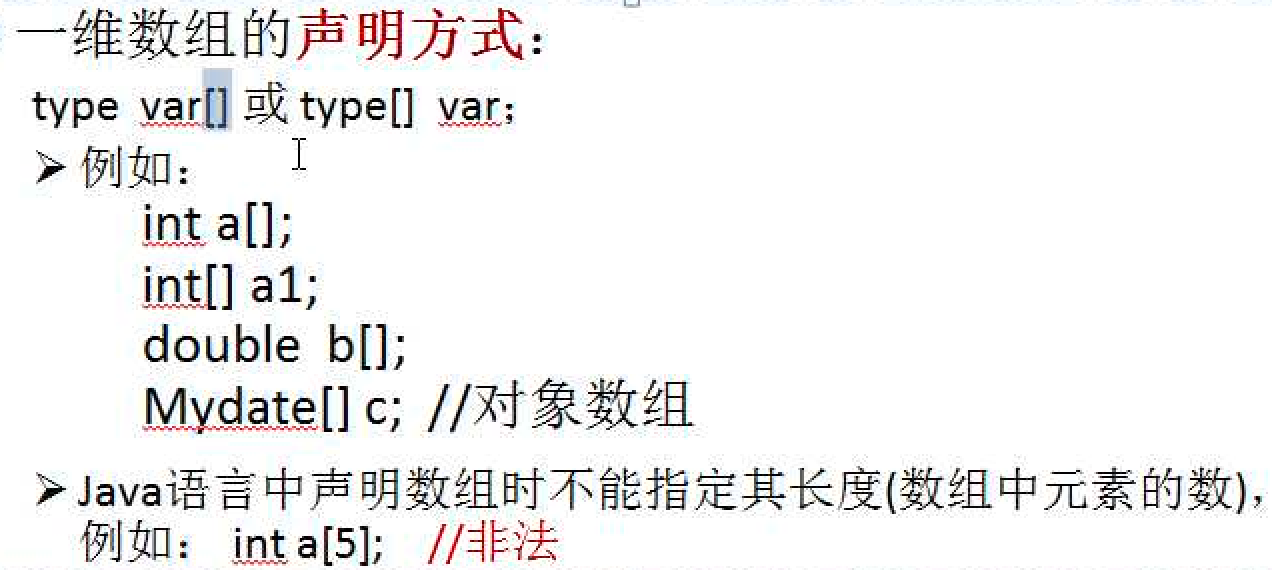 一维数组的声明方式：
type var[] 或 type[] var；
➢ 例如：
int a[];
int[] a1;
double b[];
Mydate[] c; //对象数组
➢ Java语言中声明数组时不能指定其长度(数组中元素的数)，
例如： int a[5]; //非法